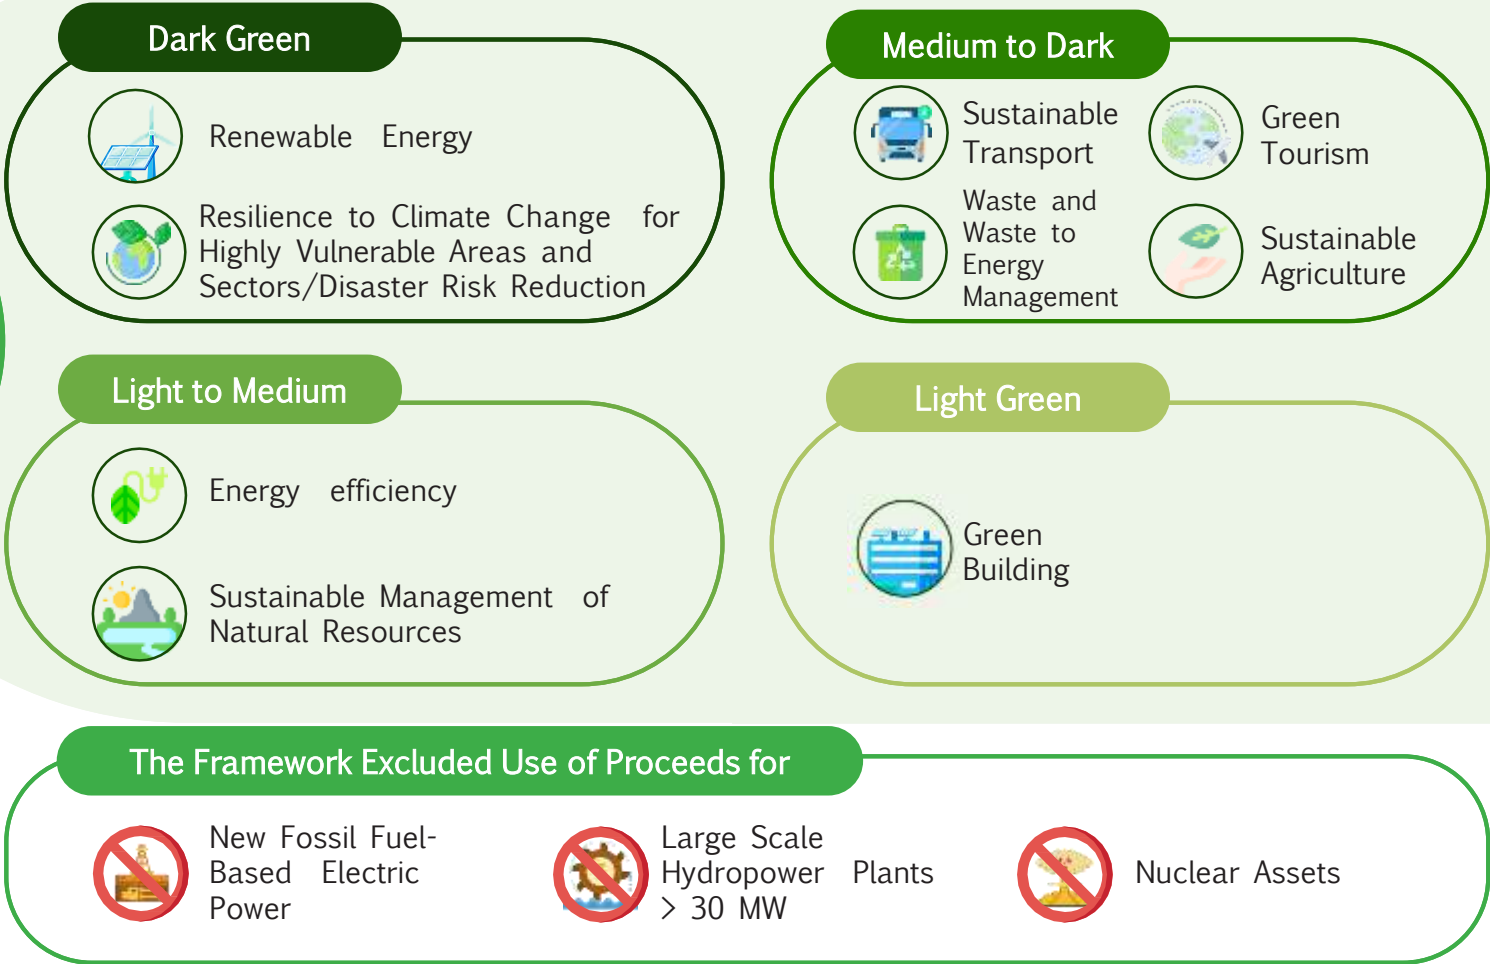 Dark Green
Renewable Energy
Resilience to Climate Change for
Highly Vulnerable Areas and
Sectors/Disaster Risk Reduction
Medium to Dark
Sustainable
Transport
Green
Tourism
Waste and
Waste to
Energy
Management
Sustainable
Agriculture
Light to Medium
Energy efficiency
Sustainable Management of
Natural Resources
Light Green
Green
Building
The Framework Excluded Use of Proceeds for
New Fossil Fuel-
Based Electric
Power
Large Scale
Hydropower Plants
> 30 MW
Nuclear Assets